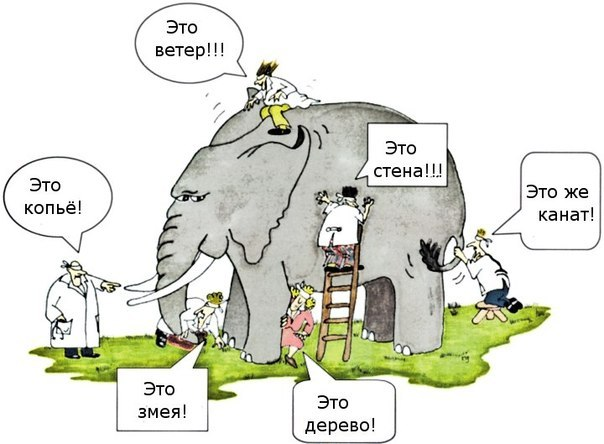 Это
ветер!!!
Это
стена!!!
Это
копьё!
Это же
канат!
Это
змея!
Это
дерево!